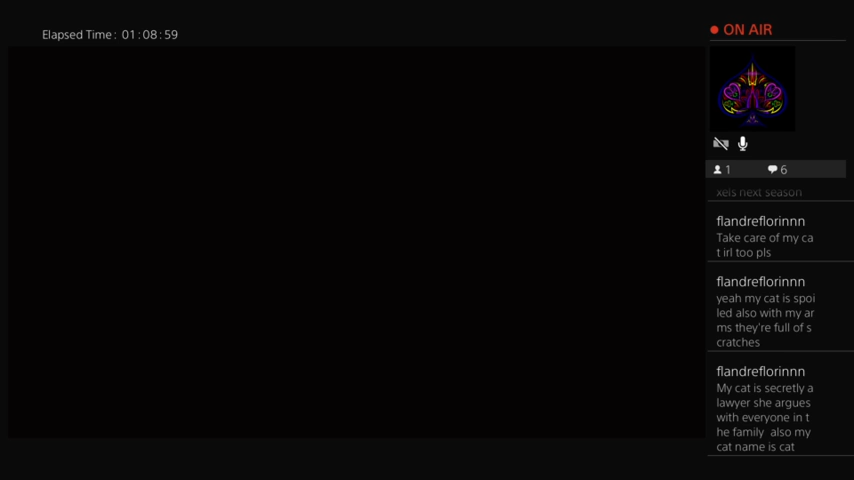 Elapsed Time: 01:08:59
ON AIR
1 6
xels next season
flandreflorinnn
Take care of my ca
t irl too pls
flandreflorinnn
yeah my cat is spoi
led also with my ar
ms they're full of s
cratches
flandreflorinnn
My cat is secretly a
lawyer she argues
with everyone in t
he family also my
cat name is cat